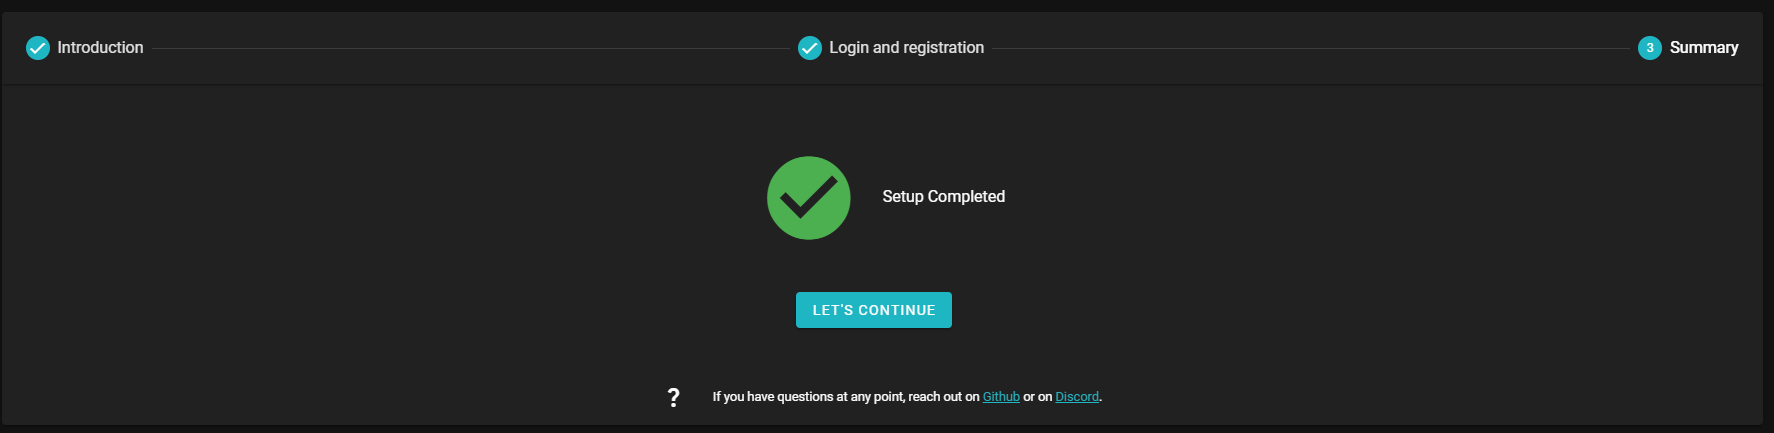 Introduction
Login and registration
3 Summary
Setup Completed
LET'S CONTINUE
? If you have questions at any point, reach out on Github or on Discord.